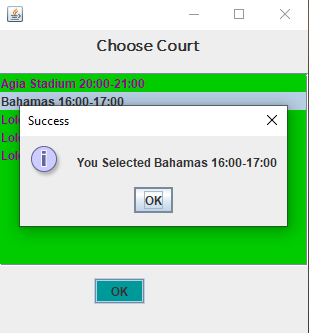 Choose Court
Agia Stadium 20:00-21:00
Bahamas 16:00-17:00
Success
You Selected Bahamas 16:00-17:00
OK
OK